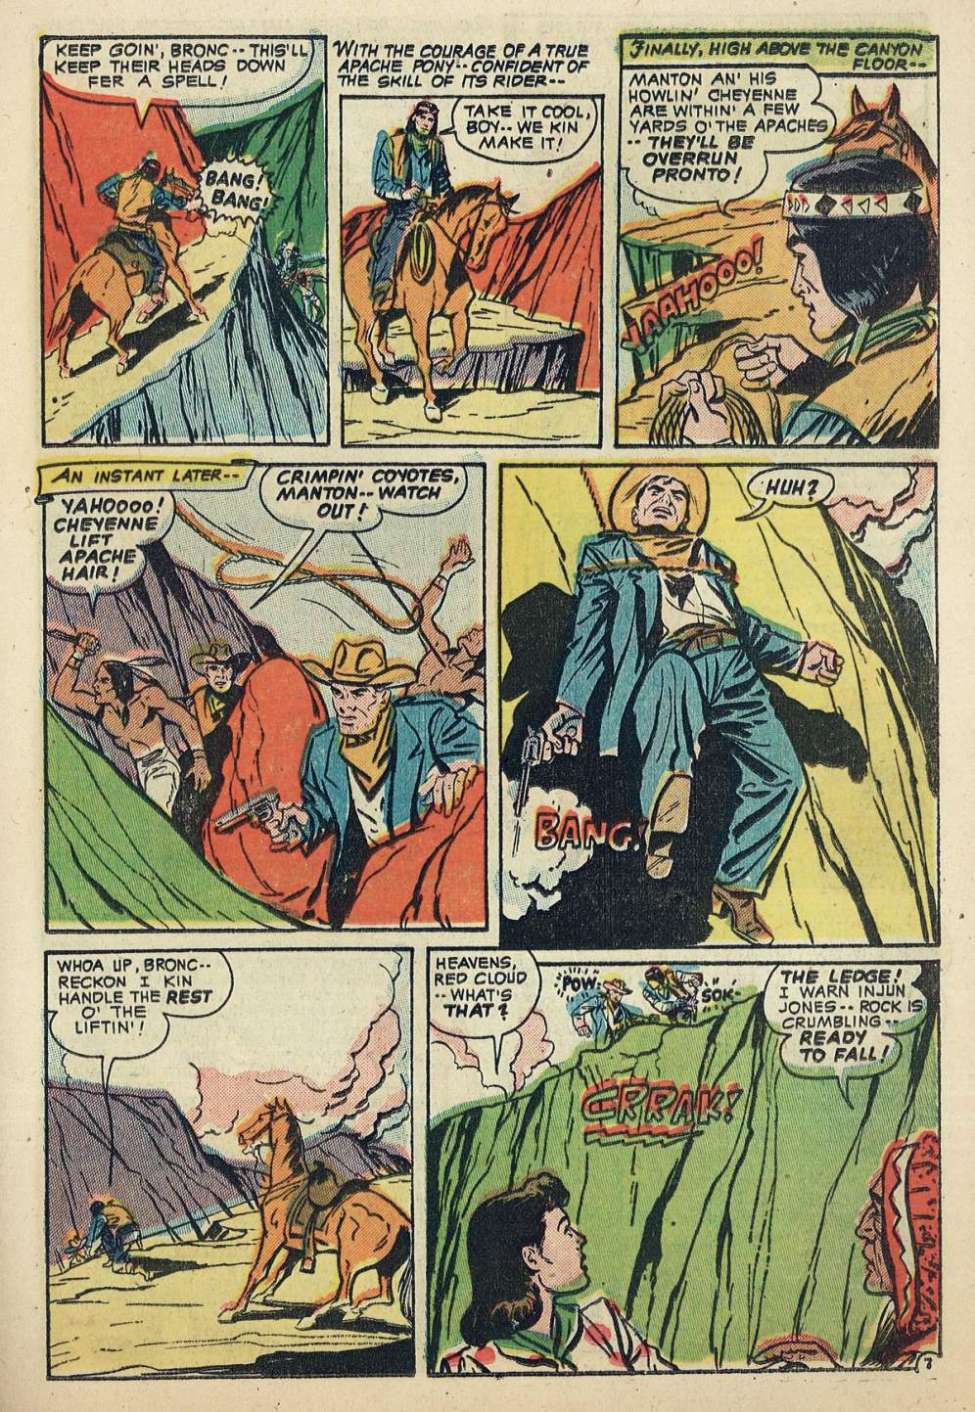 KEEP GOIN', BRONC -- THIS'LL
KEEP THEIR HEADS DOWN
FER A SPELL!
BANG!
BANG!
WITH THE COURAGE OF A TRUE
APACHE PONY -- CONFIDENT OF
THE SKILL OF ITS RIDER --
TAKE IT COOL,
BOY -- WE KIN
MAKE IT!
FINALLY, HIGH ABOVE THE CANYON
FLOOR --
MANTON AN' HIS
HOWLIN' CHEYENNE
ARE WITHIN A FEW
YARDS O' THE APACHES
-- THEY'LL BE
OVERRUN
PRONTO!
YAAHOOO!
AN INSTANT LATER --
YAHOOOO!
CHEYENNE
LIFT
APACHE
HAIR!
CRIMPIN' COYOTES,
MANTON -- WATCH
OUT!
HUH?
BANG!
WHOA UP, BRONC --
RECKON I KIN
HANDLE THE REST
O' THE
LIFTIN'!
HEAVENS,
RED CLOUD
-- WHAT'S
THAT?
POW
SOK
CRRRAK!
THE LEDGE!
I WARN INJUN
JONES -- ROCK IS
CRUMBLING --
READY
TO FALL!
7